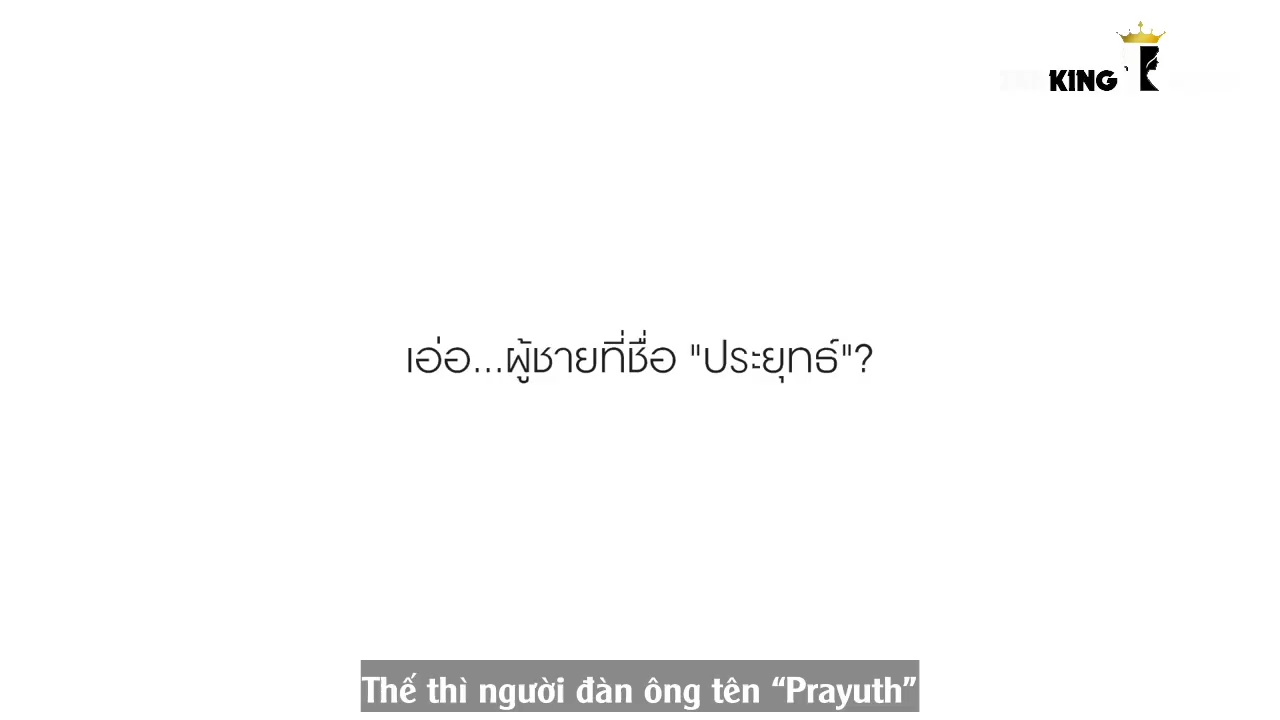 KING
เอ่อ...ผู้ชายที่ชื่อ "ประยุทธ์"?
Thế thì người đàn ông tên “Prayuth”